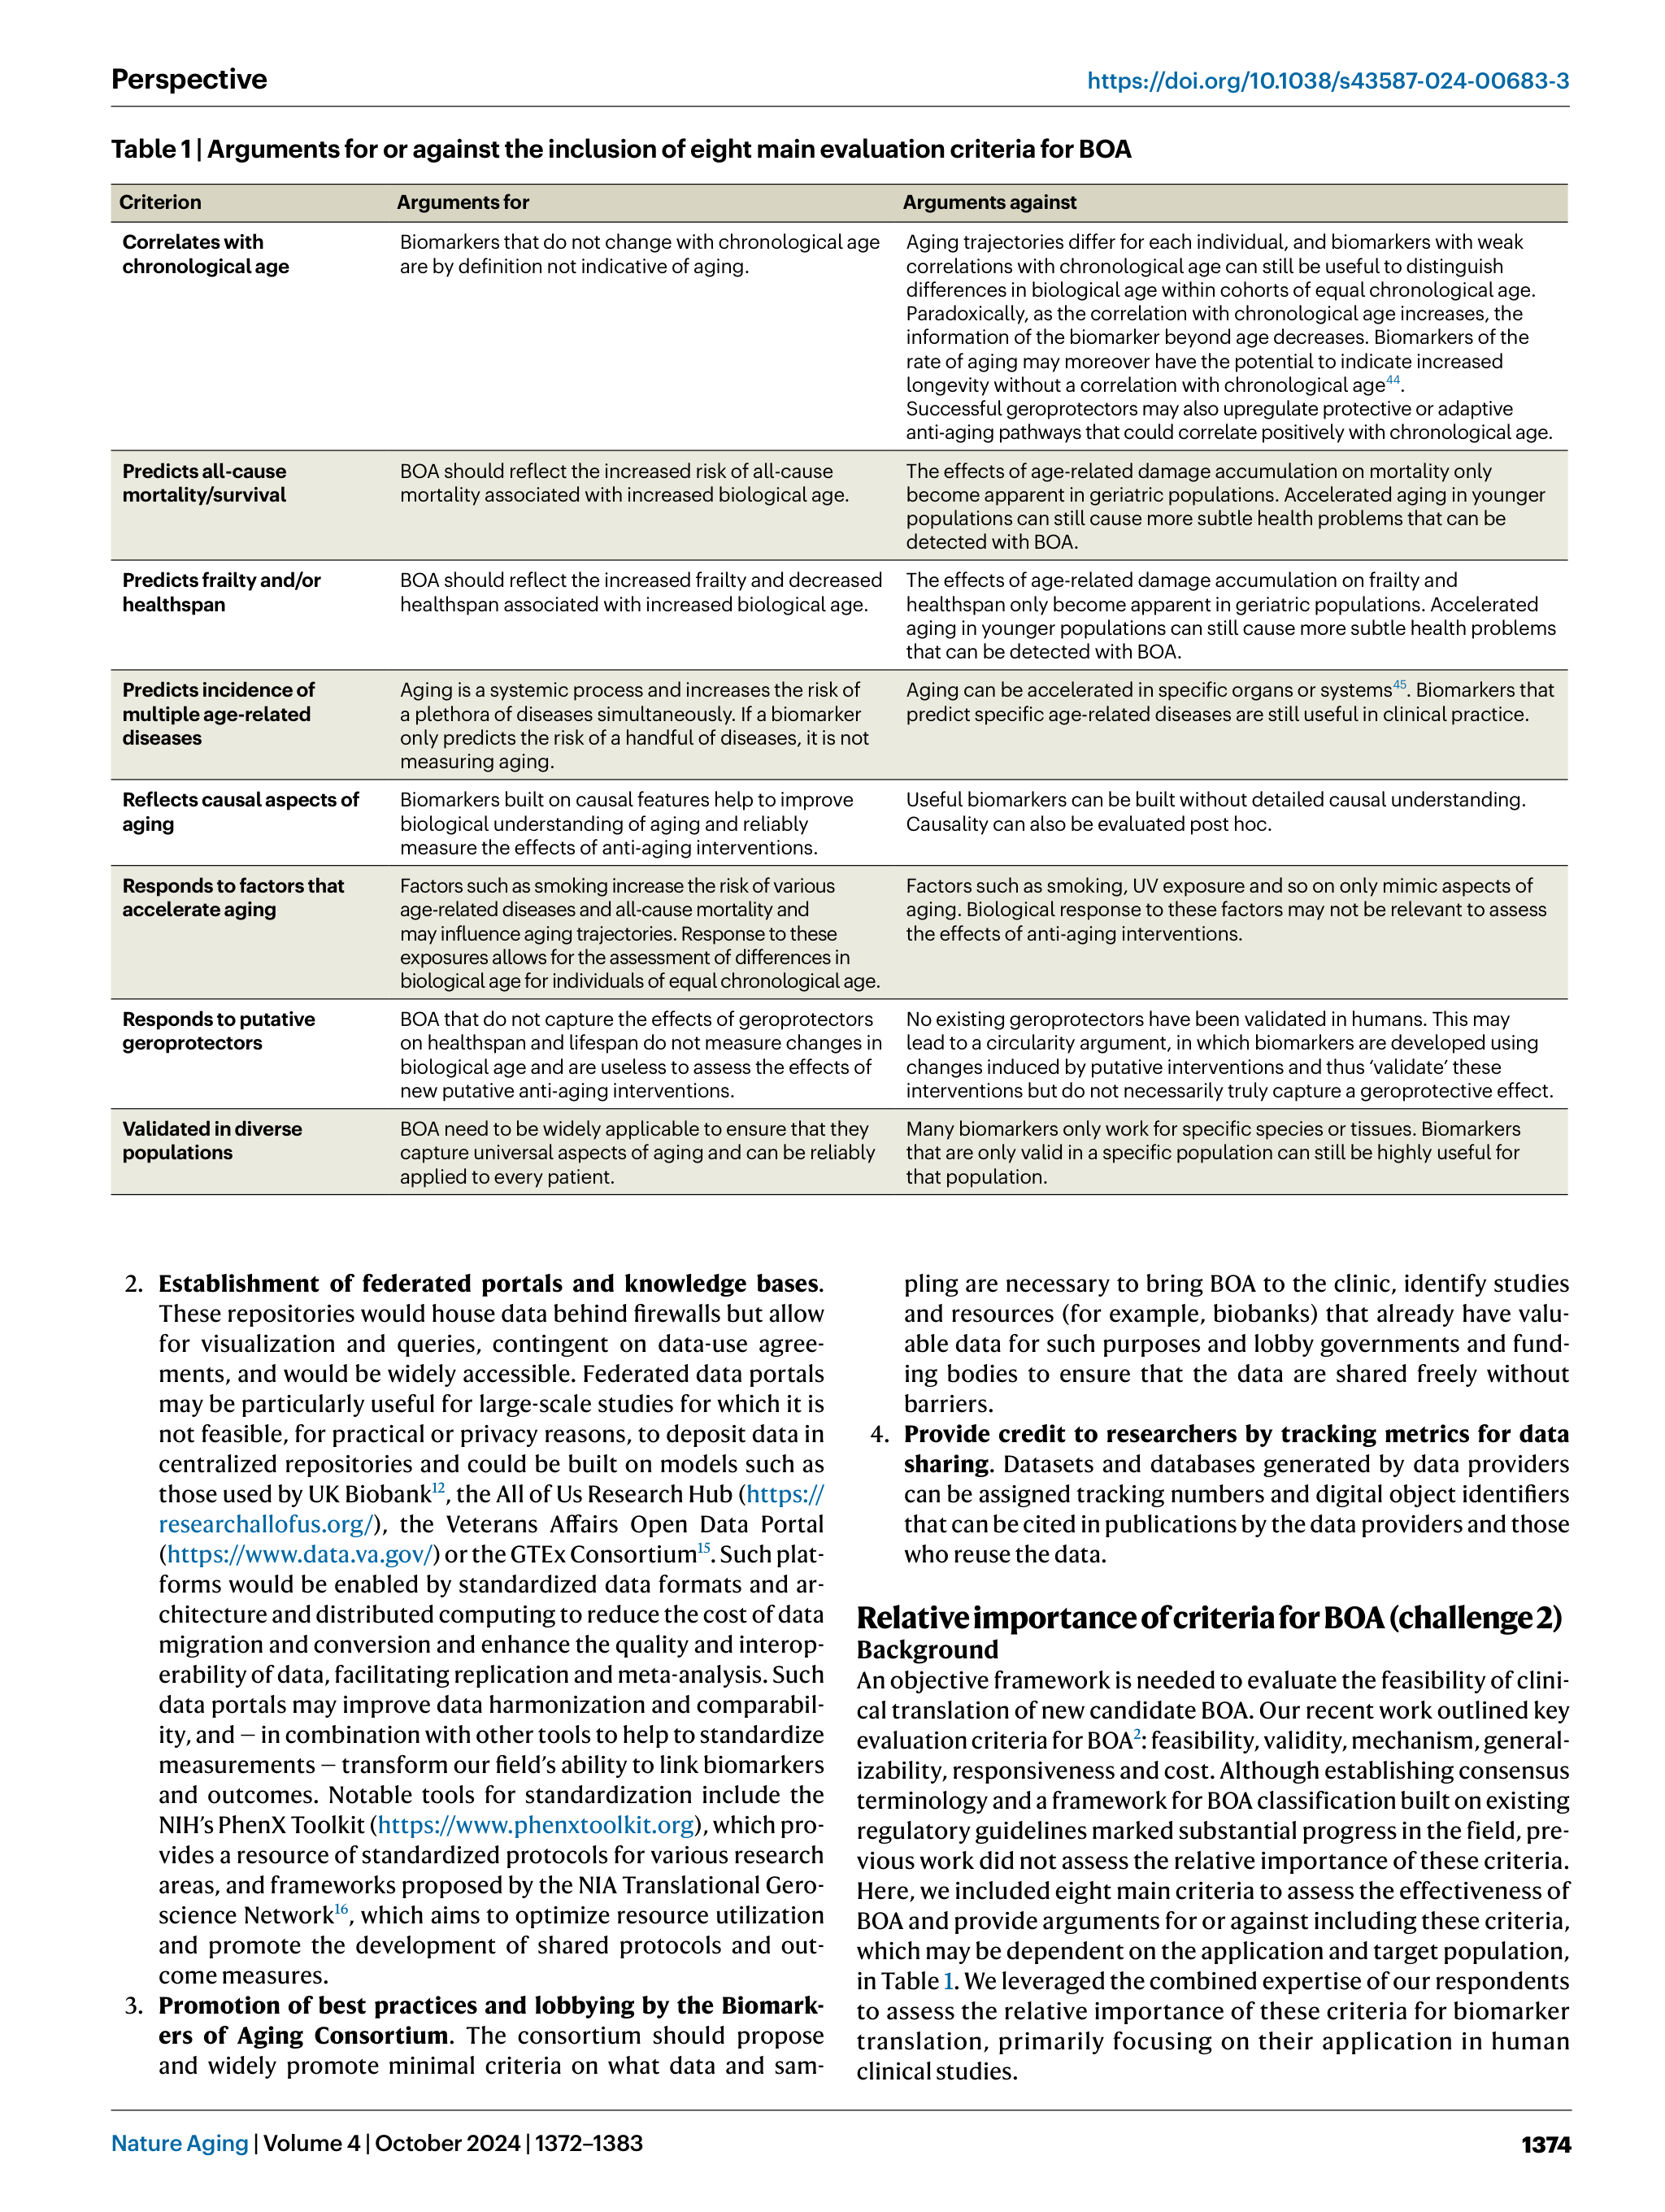 Perspective
https://doi.org/10.1038/s43587-024-00683-3
Table 1 | Arguments for or against the inclusion of eight main evaluation criteria for BOA
Criterion
Arguments for
Arguments against
Correlates with
chronological age
Biomarkers that do not change with chronological age
are by definition not indicative of aging.
Aging trajectories differ for each individual, and biomarkers with weak
correlations with chronological age can still be useful to distinguish
differences in biological age within cohorts of equal chronological age.
Paradoxically, as the correlation with chronological age increases, the
information of the biomarker beyond age decreases. Biomarkers of the
rate of aging may moreover have the potential to indicate increased
longevity without a correlation with chronological age44.
Successful geroprotectors may also upregulate protective or adaptive
anti-aging pathways that could correlate positively with chronological age.
Predicts all-cause
mortality/survival
BOA should reflect the increased risk of all-cause
mortality associated with increased biological age.
The effects of age-related damage accumulation on mortality only
become apparent in geriatric populations. Accelerated aging in younger
populations can still cause more subtle health problems that can be
detected with BOA.
Predicts frailty and/or
healthspan
BOA should reflect the increased frailty and decreased
healthspan associated with increased biological age.
The effects of age-related damage accumulation on frailty and
healthspan only become apparent in geriatric populations. Accelerated
aging in younger populations can still cause more subtle health problems
that can be detected with BOA.
Predicts incidence of
multiple age-related
diseases
Aging is a systemic process and increases the risk of
a plethora of diseases simultaneously. If a biomarker
only predicts the risk of a handful of diseases, it is not
measuring aging.
Aging can be accelerated in specific organs or systems45. Biomarkers that
predict specific age-related diseases are still useful in clinical practice.
Reflects causal aspects of
aging
Biomarkers built on causal features help to improve
biological understanding of aging and reliably
measure the effects of anti-aging interventions.
Useful biomarkers can be built without detailed causal understanding.
Causality can also be evaluated post hoc.
Responds to factors that
accelerate aging
Factors such as smoking increase the risk of various
age-related diseases and all-cause mortality and
may influence aging trajectories. Response to these
exposures allows for the assessment of differences in
biological age for individuals of equal chronological age.
Factors such as smoking, UV exposure and so on only mimic aspects of
aging. Biological response to these factors may not be relevant to assess
the effects of anti-aging interventions.
Responds to putative
geroprotectors
BOA that do not capture the effects of geroprotectors
on healthspan and lifespan do not measure changes in
biological age and are useless to assess the effects of
new putative anti-aging interventions.
No existing geroprotectors have been validated in humans. This may
lead to a circularity argument, in which biomarkers are developed using
changes induced by putative interventions and thus ‘validate’ these
interventions but do not necessarily truly capture a geroprotective effect.
Validated in diverse
populations
BOA need to be widely applicable to ensure that they
capture universal aspects of aging and can be reliably
applied to every patient.
Many biomarkers only work for specific species or tissues. Biomarkers
that are only valid in a specific population can still be highly useful for
that population.
2. Establishment of federated portals and knowledge bases.
These repositories would house data behind firewalls but allow
for visualization and queries, contingent on data-use agree-
ments, and would be widely accessible. Federated data portals
may be particularly useful for large-scale studies for which it is
not feasible, for practical or privacy reasons, to deposit data in
centralized repositories and could be built on models such as
those used by UK Biobank12, the All of Us Research Hub (https://
researchallofus.org/), the Veterans Affairs Open Data Portal
(https://www.data.va.gov/) or the GTEx Consortium15. Such plat-
forms would be enabled by standardized data formats and ar-
chitecture and distributed computing to reduce the cost of data
migration and conversion and enhance the quality and interop-
erability of data, facilitating replication and meta-analysis. Such
data portals may improve data harmonization and comparabil-
ity, and — in combination with other tools to help to standardize
measurements — transform our field’s ability to link biomarkers
and outcomes. Notable tools for standardization include the
NIH’s PhenX Toolkit (https://www.phenxtoolkit.org), which pro-
vides a resource of standardized protocols for various research
areas, and frameworks proposed by the NIA Translational Gero-
science Network16, which aims to optimize resource utilization
and promote the development of shared protocols and out-
come measures.
3. Promotion of best practices and lobbying by the Biomark-
ers of Aging Consortium. The consortium should propose
and widely promote minimal criteria on what data and sam-
pling are necessary to bring BOA to the clinic, identify studies
and resources (for example, biobanks) that already have valu-
able data for such purposes and lobby governments and fund-
ing bodies to ensure that the data are shared freely without
barriers.
4. Provide credit to researchers by tracking metrics for data
sharing. Datasets and databases generated by data providers
can be assigned tracking numbers and digital object identifiers
that can be cited in publications by the data providers and those
who reuse the data.
Relative importance of criteria for BOA (challenge 2)
Background
An objective framework is needed to evaluate the feasibility of clini-
cal translation of new candidate BOA. Our recent work outlined key
evaluation criteria for BOA2: feasibility, validity, mechanism, general-
izability, responsiveness and cost. Although establishing consensus
terminology and a framework for BOA classification built on existing
regulatory guidelines marked substantial progress in the field, pre-
vious work did not assess the relative importance of these criteria.
Here, we included eight main criteria to assess the effectiveness of
BOA and provide arguments for or against including these criteria,
which may be dependent on the application and target population,
in Table 1. We leveraged the combined expertise of our respondents
to assess the relative importance of these criteria for biomarker
translation, primarily focusing on their application in human
clinical studies.
Nature Aging | Volume 4 | October 2024 | 1372–1383
1374